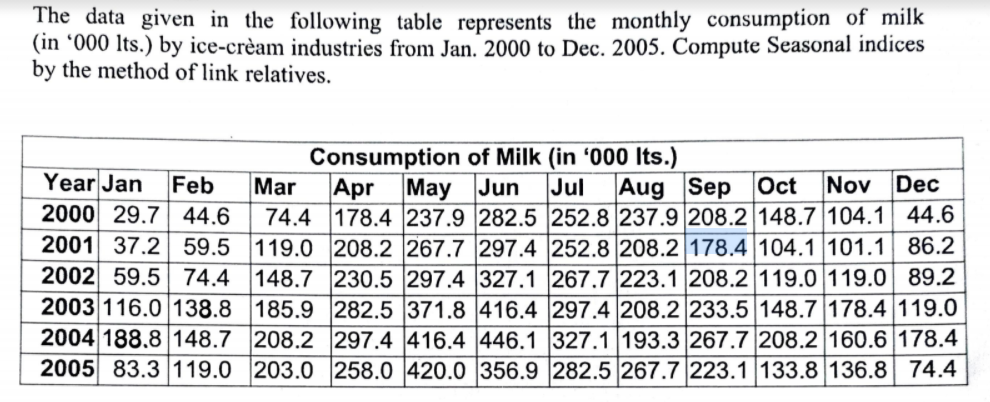 The data given in the following table represents the monthly consumption of milk
(in ‘000 lts.) by ice-crèam industries from Jan. 2000 to Dec. 2005. Compute Seasonal indices
by the method of link relatives.
Consumption of Milk (in ‘000 lts.)
Year Jan Feb Mar Apr May Jun Jul Aug Sep Oct Nov Dec
2000 29.7 44.6 74.4 178.4 237.9 282.5 252.8 237.9 208.2 148.7 104.1 44.6
2001 37.2 59.5 119.0 208.2 267.7 297.4 252.8 208.2 178.4 104.1 101.1 86.2
2002 59.5 74.4 148.7 230.5 297.4 327.1 267.7 223.1 208.2 119.0 119.0 89.2
2003 116.0 138.8 185.9 282.5 371.8 416.4 297.4 208.2 233.5 148.7 178.4 119.0
2004 188.8 148.7 208.2 297.4 416.4 446.1 327.1 193.3 267.7 208.2 160.6 178.4
2005 83.3 119.0 203.0 258.0 420.0 356.9 282.5 267.7 223.1 133.8 136.8 74.4